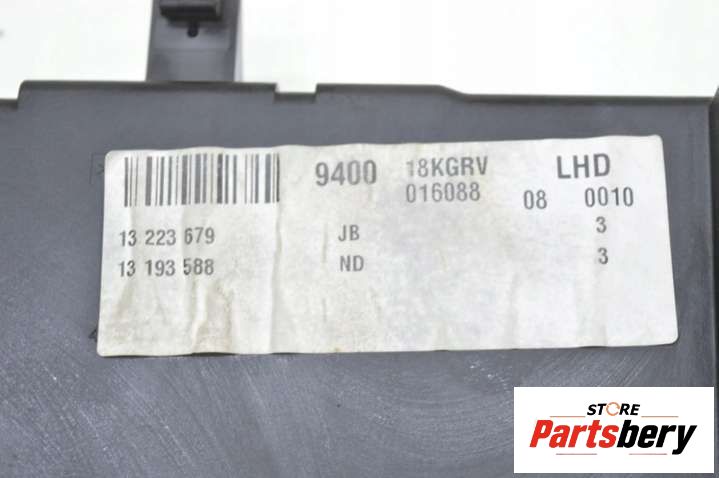 9400 18KGRV LHD
016088 08 0010
13 223 679 JB 3
13 193 588 ND 3
STORE
Partsbery